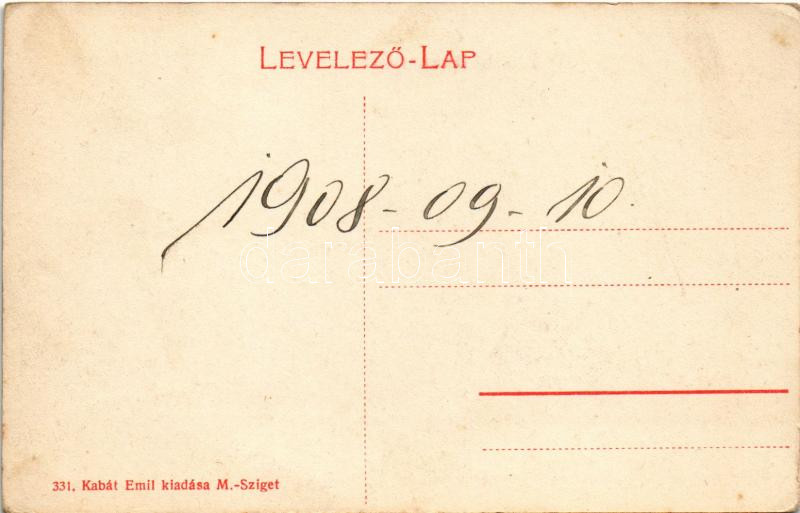 LEVELEZŐ-LAP
1908-09-10.
darabanth
331. Kabát Emil kiadása M.-Sziget